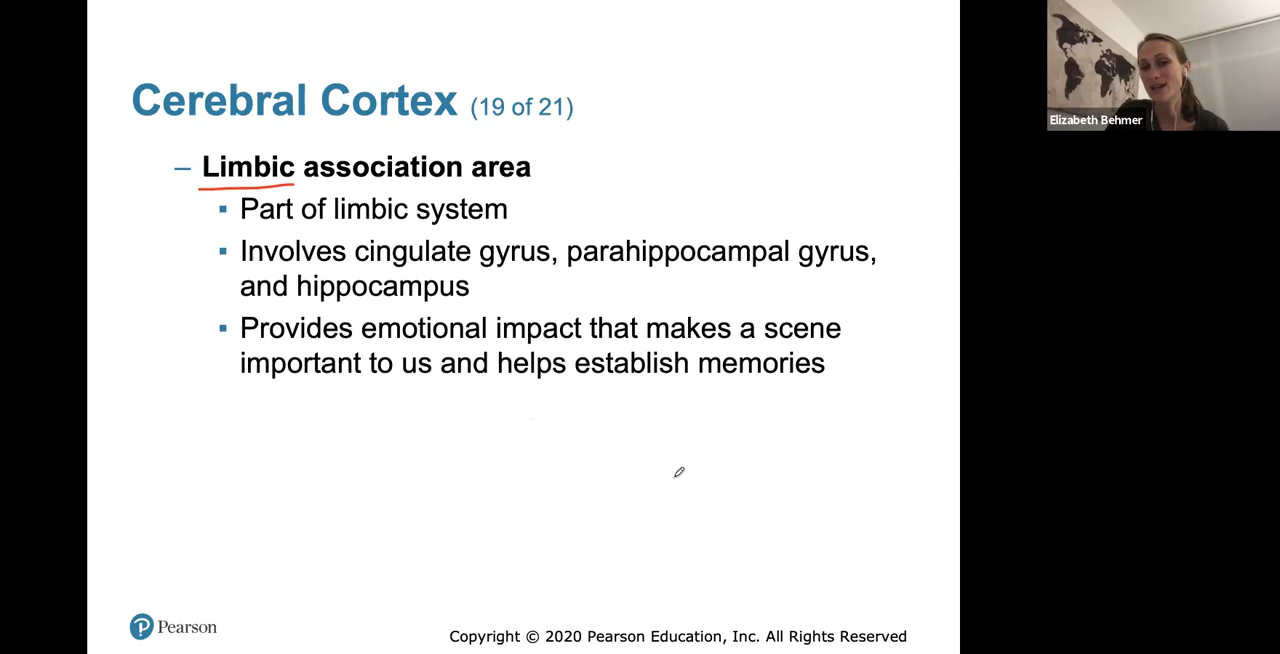 Cerebral Cortex (19 of 21)
– Limbic association area
▪ Part of limbic system
▪ Involves cingulate gyrus, parahippocampal gyrus,
and hippocampus
▪ Provides emotional impact that makes a scene
important to us and helps establish memories
Pearson
Copyright © 2020 Pearson Education, Inc. All Rights Reserved
Elizabeth Behmer